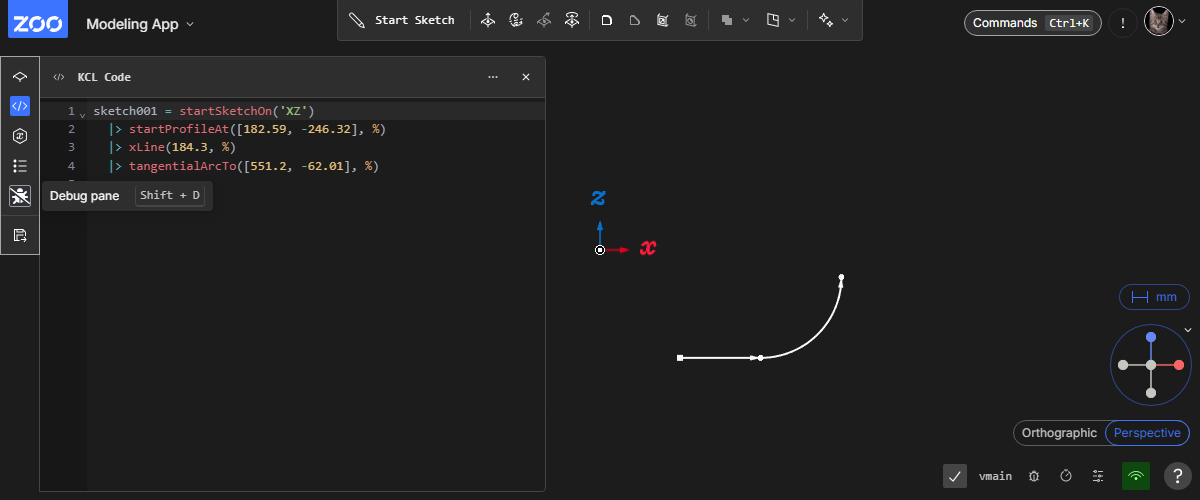 ZOO
Modeling App
Start Sketch
Commands Ctrl+K
!
</> KCL Code
1 sketch001 = startSketchOn('XZ')
2 |> startProfileAt([182.59, -246.32], %)
3 |> xLine(184.3, %)
4 |> tangentialArcTo([551.2, -62.01], %)
Debug pane Shift + D
z
x
mm
Orthographic Perspective
vmain
?